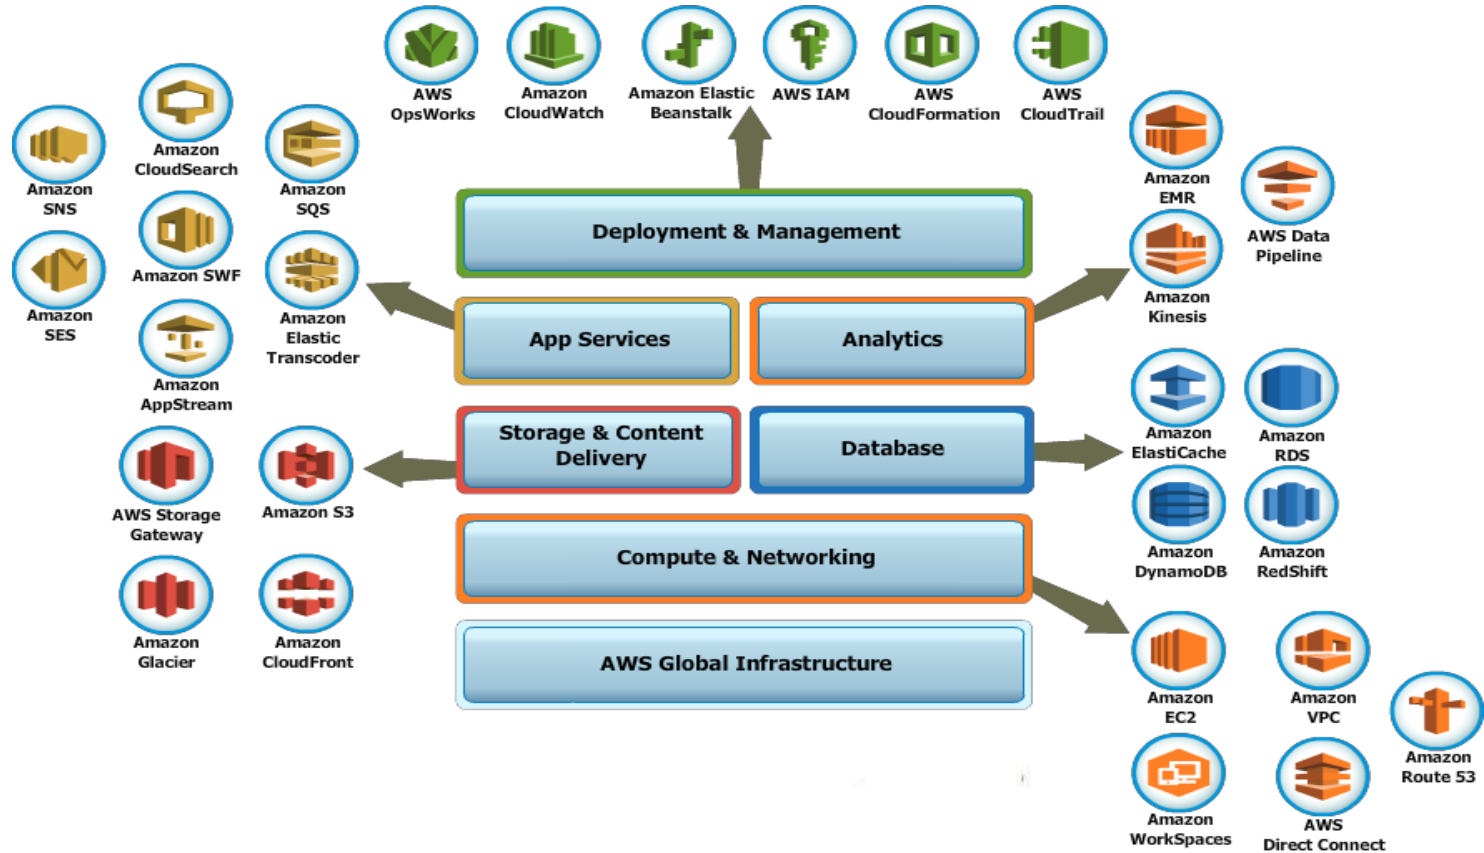 AWS
OpsWorks
Amazon
CloudWatch
Amazon Elastic
Beanstalk
AWS IAM
AWS
CloudFormation
AWS
CloudTrail
Amazon
SNS
Amazon
CloudSearch
Amazon
SQS
Amazon
SES
Amazon SWF
Amazon
Elastic
Transcoder
Amazon
AppStream
Amazon
EMR
AWS Data
Pipeline
Amazon
Kinesis
Deployment & Management
App Services
Analytics
Storage & Content
Delivery
Database
Compute & Networking
AWS Global Infrastructure
AWS Storage
Gateway
Amazon S3
Amazon
Glacier
Amazon
CloudFront
Amazon
ElastiCache
Amazon
RDS
Amazon
DynamoDB
Amazon
RedShift
Amazon
EC2
Amazon
VPC
Amazon
Route 53
Amazon
WorkSpaces
AWS
Direct Connect